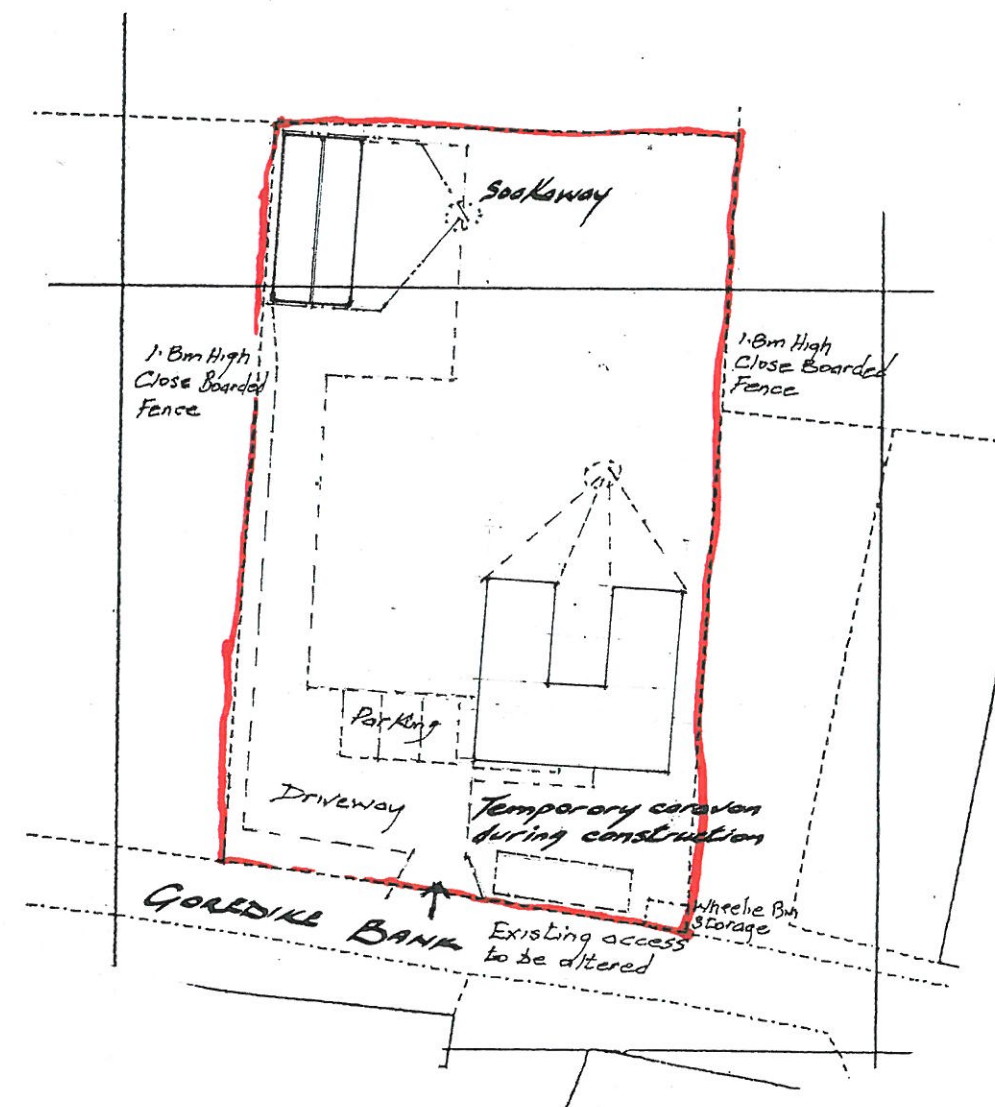 Soakaway
1.8m High
Close Boarded
Fence
1.8m High
Close Boarded
Fence
Parking
Driveway
Temporary caravan
during construction
GOREDIKE BANK
Wheelie Bin
Storage
Existing access
to be altered